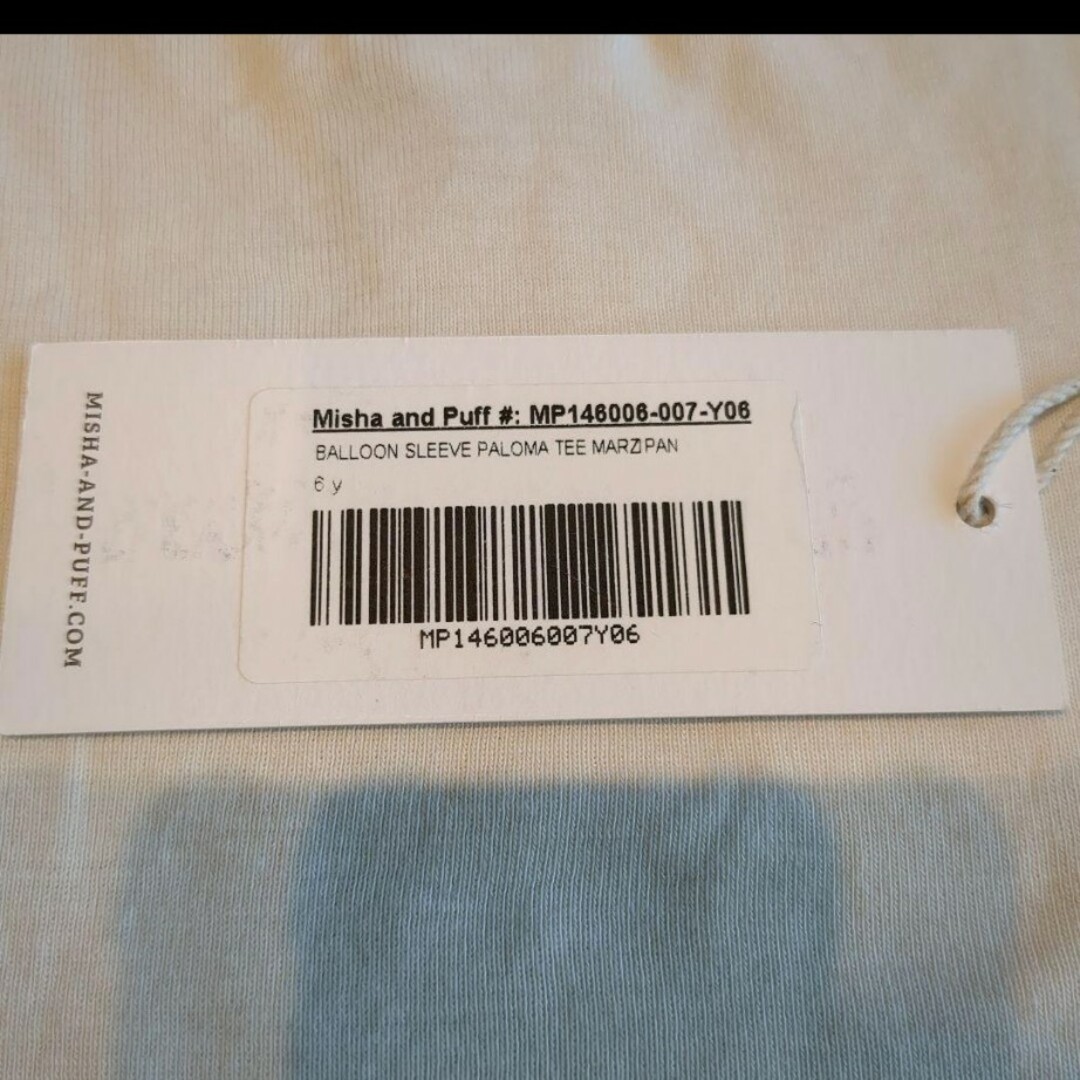 MISHA-AND-PUFF.COM
Misha and Puff #: MP146006-007-Y06
BALLOON SLEEVE PALOMA TEE MARZIPAN
6 y
MP146006007Y06